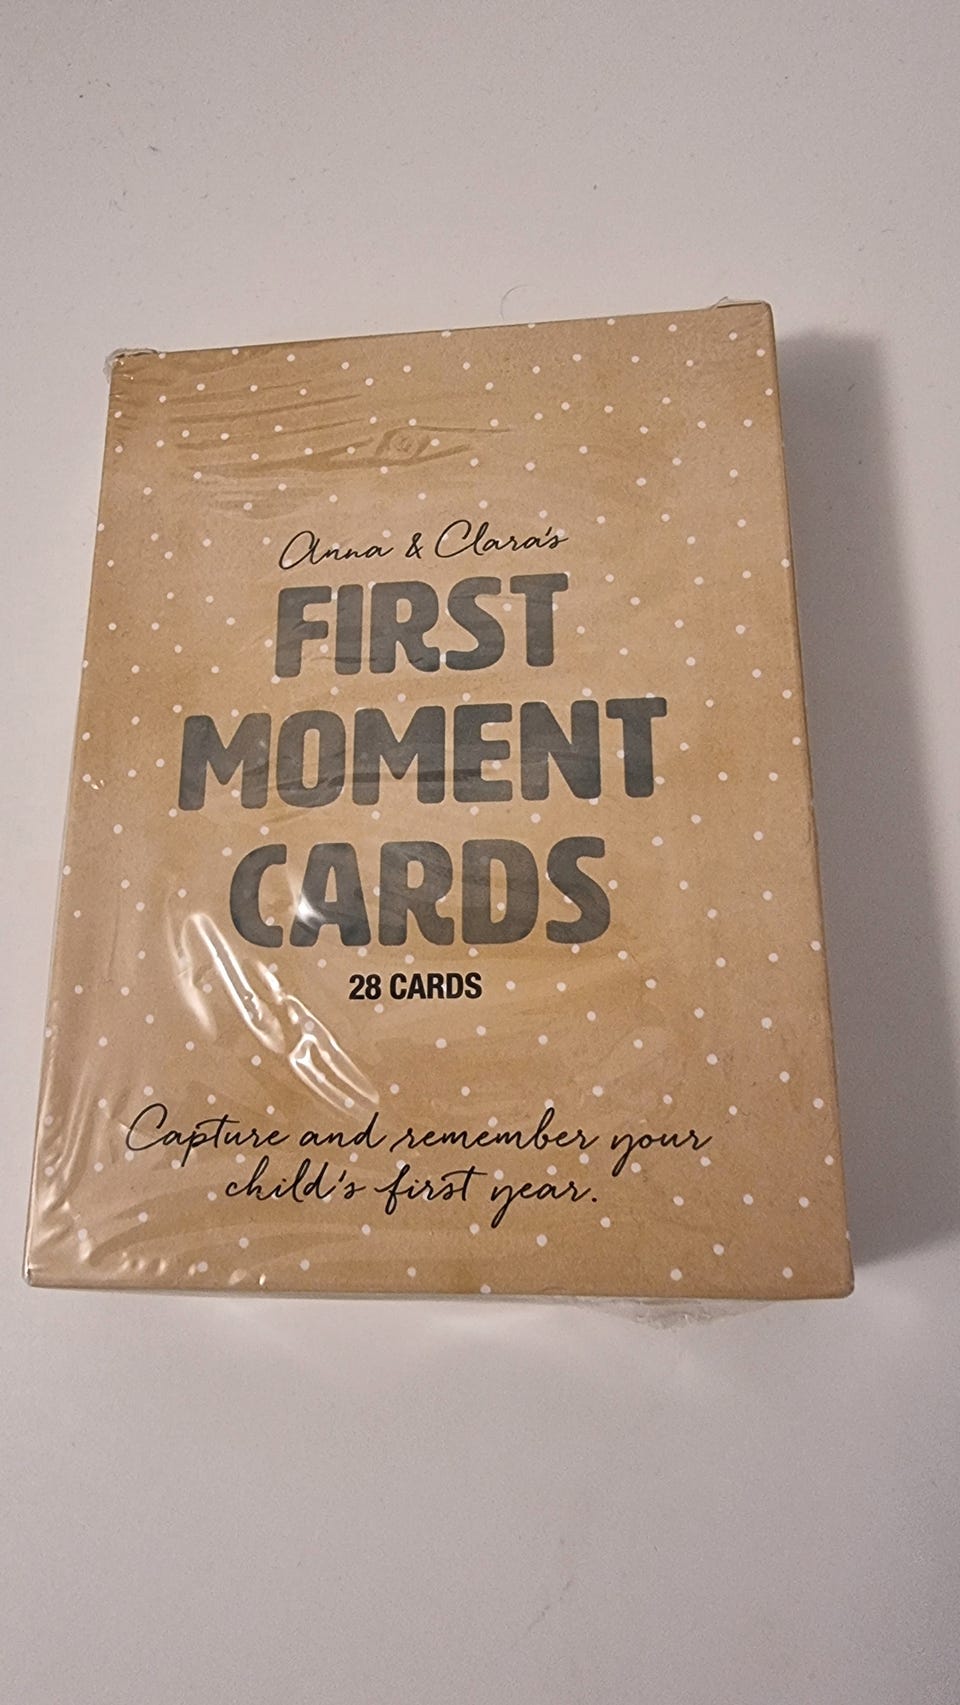 Anna & Clara's
FIRST
MOMENT
CARDS
28 CARDS
Capture and remember your
child's first year.